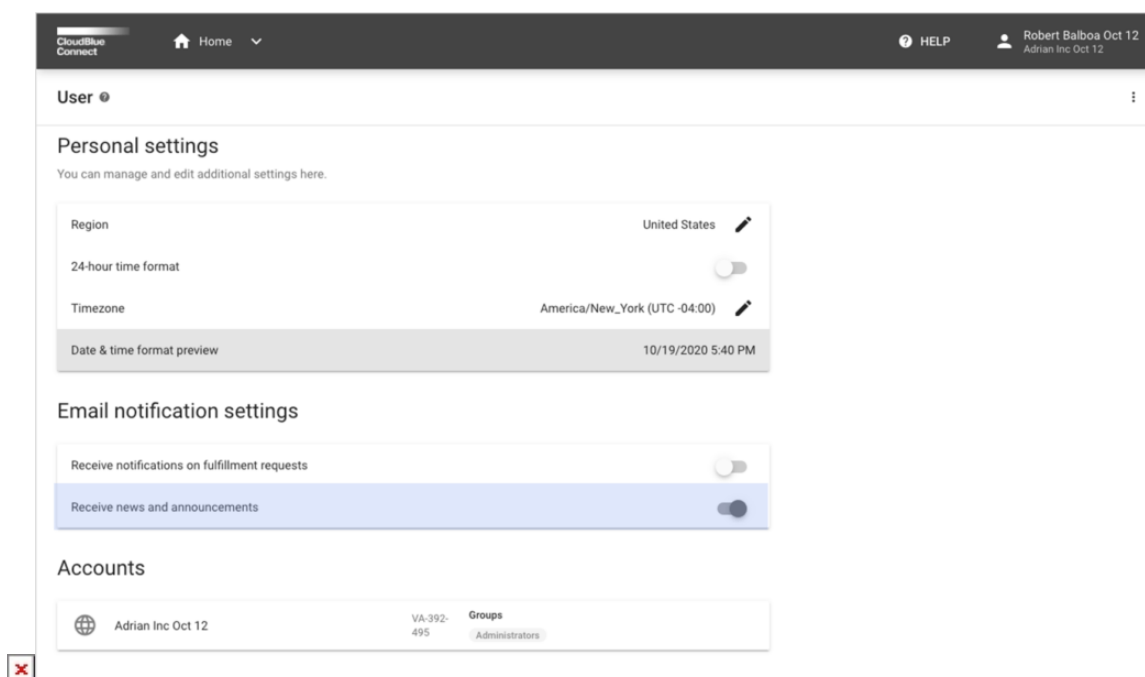 CloudBlue
Connect
Home
HELP
Robert Balboa Oct 12
Adrian Inc Oct 12
User
Personal settings
You can manage and edit additional settings here.
Region United States
24-hour time format
Timezone America/New_York (UTC -04:00)
Date & time format preview 10/19/2020 5:40 PM
Email notification settings
Receive notifications on fulfillment requests
Receive news and announcements
Accounts
Adrian Inc Oct 12 VA-392-
495 Groups
Administrators